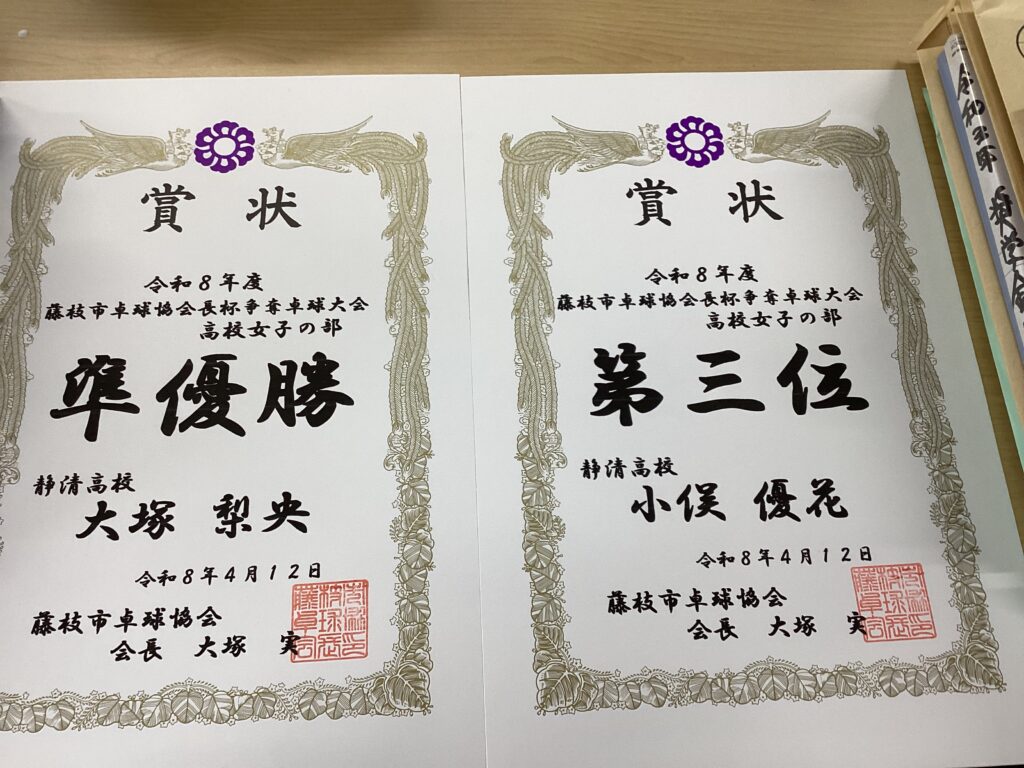 賞状
令和8年度
藤枝市卓球協会長杯争奪卓球大会
高校女子の部
準優勝
静清高校
大塚 梨央
令和8年4月12日
藤枝市卓球協会
会長 大塚 実
賞状
令和8年度
藤枝市卓球協会長杯争奪卓球大会
高校女子の部
第三位
静清高校
小俣 優花
令和8年4月12日
藤枝市卓球協会
会長 大塚 実